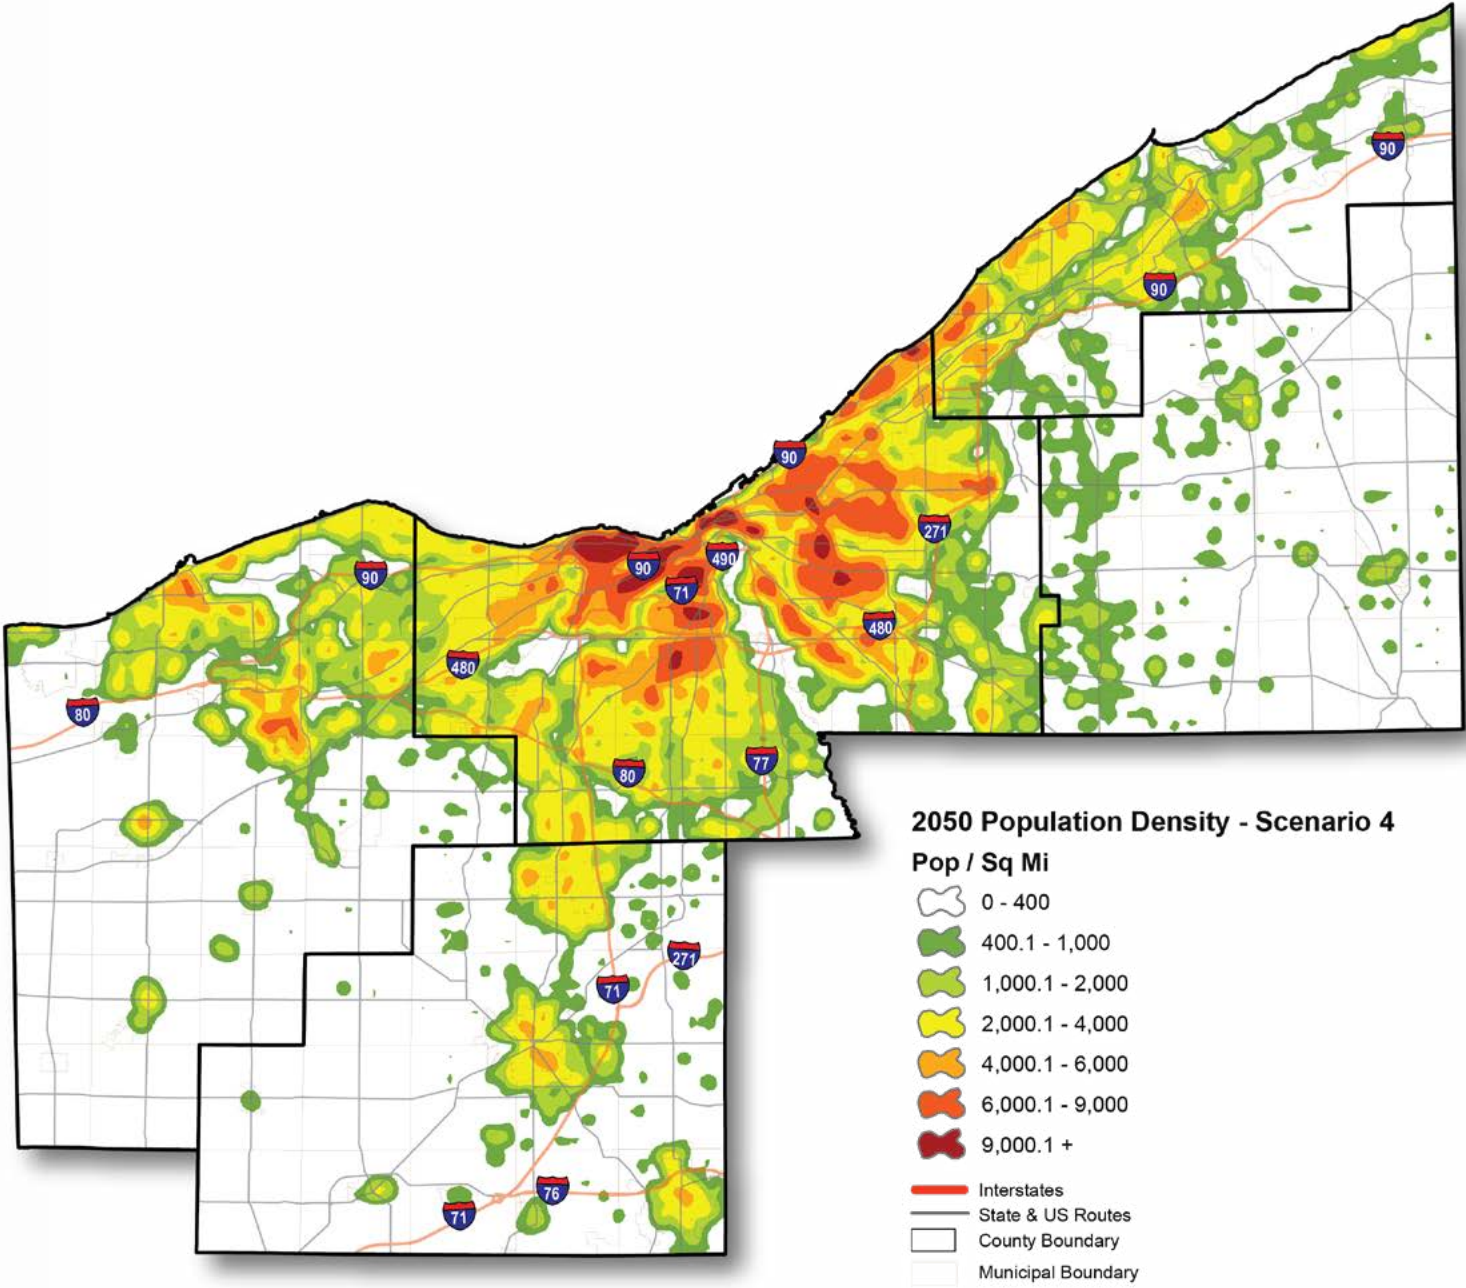 90
90
90
271
90
90
490
71
480
480
80
80
77
2050 Population Density - Scenario 4
Pop / Sq Mi
0 - 400
400.1 - 1,000
1,000.1 - 2,000
2,000.1 - 4,000
4,000.1 - 6,000
6,000.1 - 9,000
9,000.1 +
271
71
76
71
Interstates
State & US Routes
County Boundary
Municipal Boundary